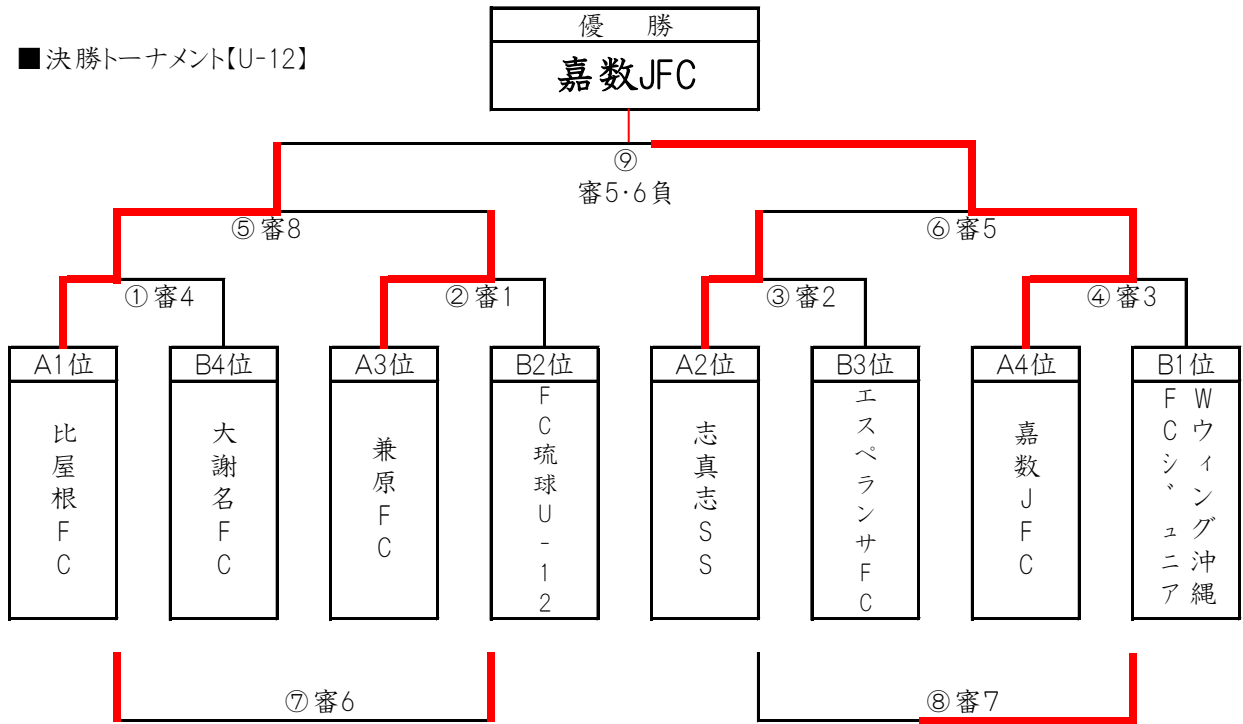 優　勝
■決勝トーナメント【U-12】
嘉数JFC
⑨
審5・6負
⑤審8
⑥審5
①審4
②審1
③審2
④審3
A1位
B4位
A3位
B2位
A2位
B3位
A4位
B1位
比屋根FC
大謝名FC
兼原FC
FC琉球U-12
志真志SS
エスペランサFC
嘉数JFC
Wウィング沖縄
FCジュニア
⑦審6
⑧審7